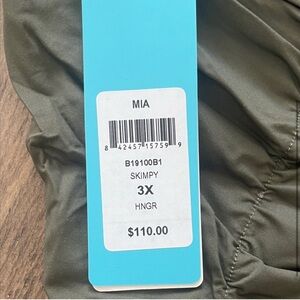 MIA
8 42457 15759 9
B19100B1
SKIMPY
3X
HNGR
$110.00